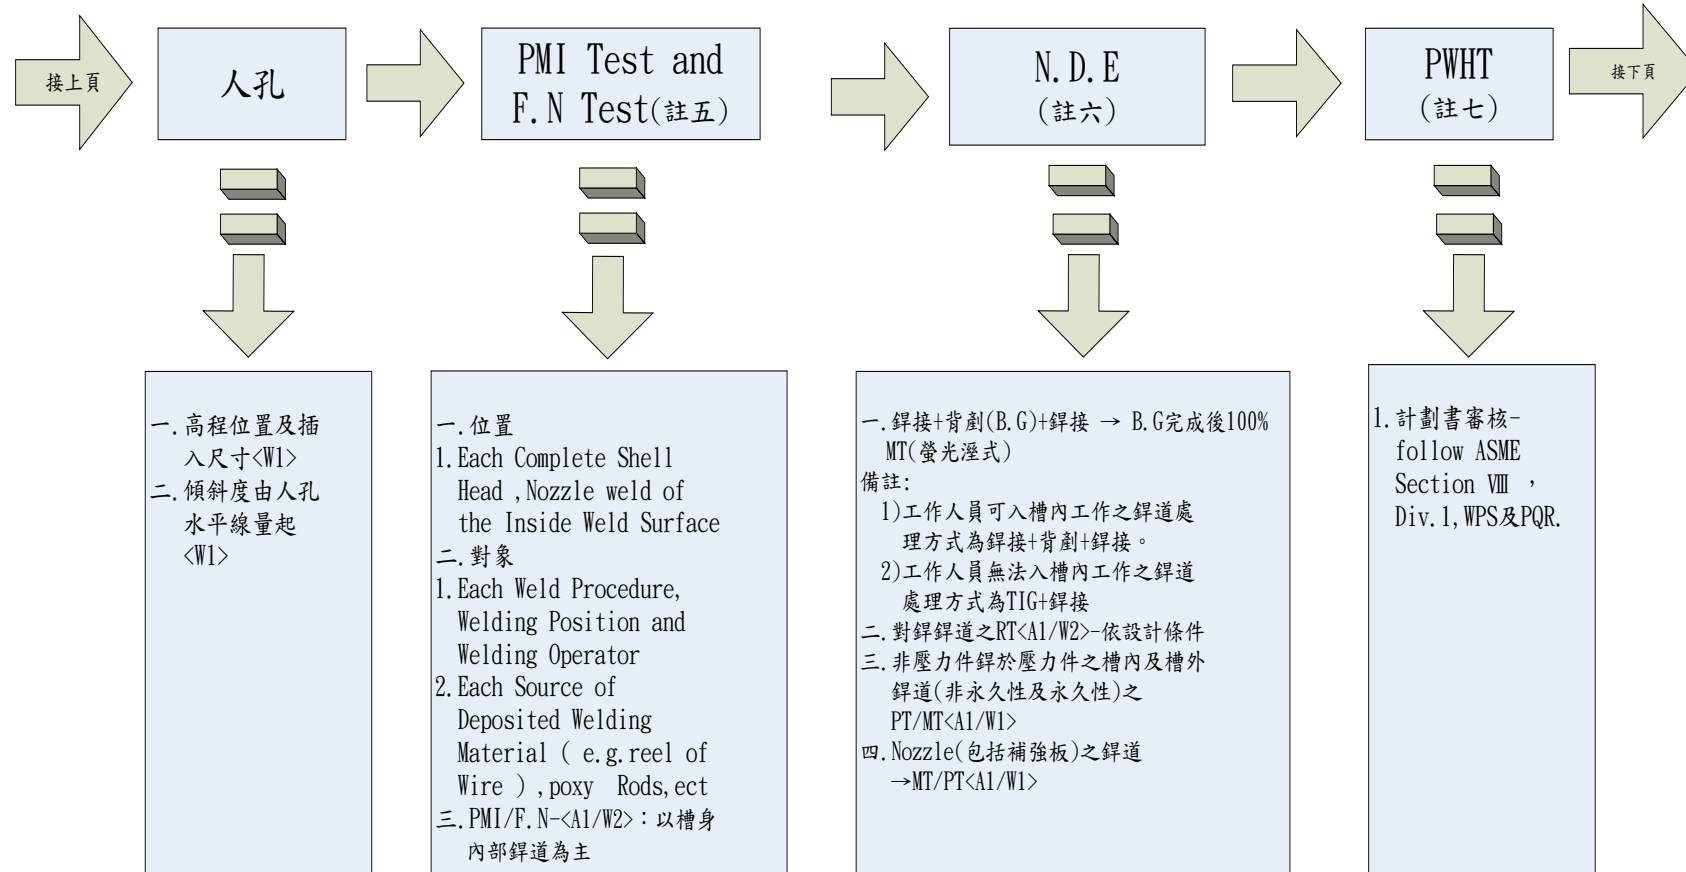 接上頁
人孔
PMI Test and
F.N Test(註五)
N.D.E
(註六)
PWHT
(註七)
接下頁
一.高程位置及插
入尺寸<W1>
二.傾斜度由人孔
水平線量起
<W1>
一.位置
1.Each Complete Shell
Head ,Nozzle weld of
the Inside Weld Surface
二.對象
1.Each Weld Procedure,
Welding Position and
Welding Operator
2.Each Source of
Deposited Welding
Material ( e.g.reel of
Wire ),poxy Rods,ect
三.PMI/F.N-<A1/W2>：以槽身
內部銲道為主
一.銲接+背剷(B.G)+銲接 → B.G完成後100%
MT(螢光溼式)
備註:
1)工作人員可入槽內工作之銲道處
理方式為銲接+背剷+銲接。
2)工作人員無法入槽內工作之銲道
處理方式為TIG+銲接
二.對銲銲道之RT<A1/W2>-依設計條件
三.非壓力件銲於壓力件之槽內及槽外
銲道(非永久性及永久性)之
PT/MT<A1/W1>
四.Nozzle(包括補強板)之銲道
→MT/PT<A1/W1>
1.計劃書審核-
follow ASME
Section Ⅷ ，
Div.1,WPS及PQR.